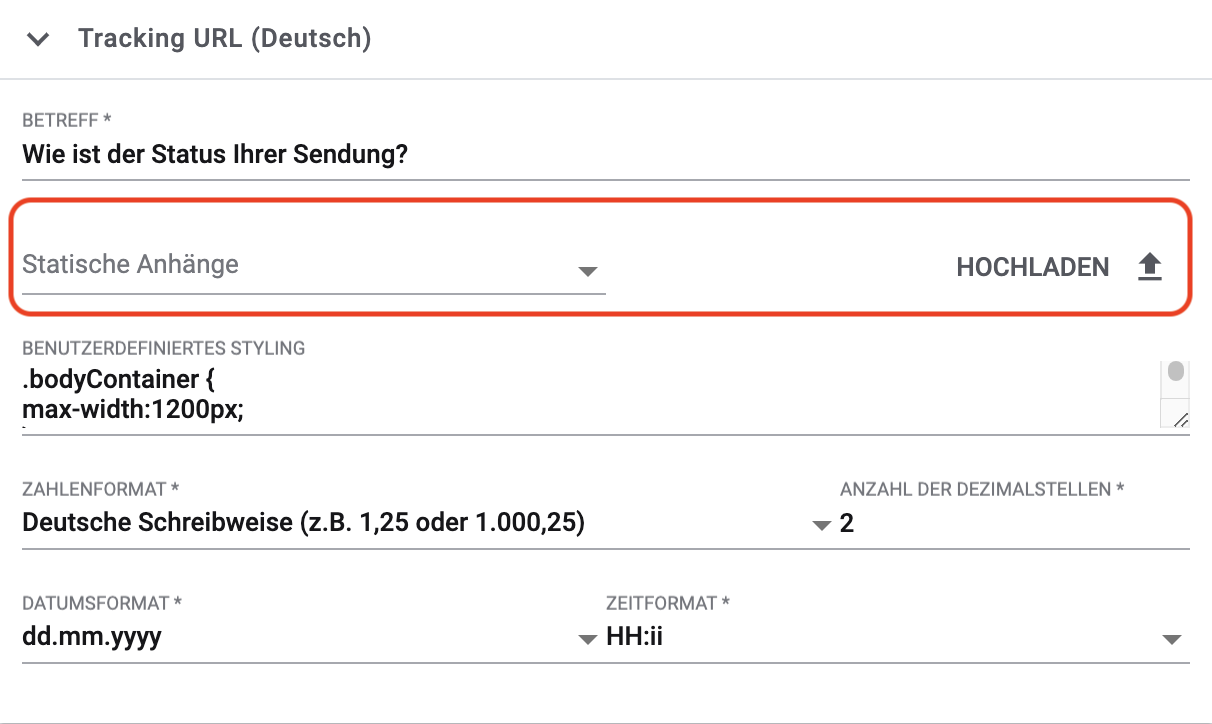 Tracking URL (Deutsch)
BETREFF *
Wie ist der Status Ihrer Sendung?
Statische Anhänge
HOCHLADEN
BENUTZERDEFINIERTES STYLING
.bodyContainer {
max-width:1200px;
ZAHLENFORMAT *
ANZAHL DER DEZIMALSTELLEN *
Deutsche Schreibweise (z.B. 1,25 oder 1.000,25)
2
DATUMSFORMAT *
ZEITFORMAT *
dd.mm.yyyy
HH:ii